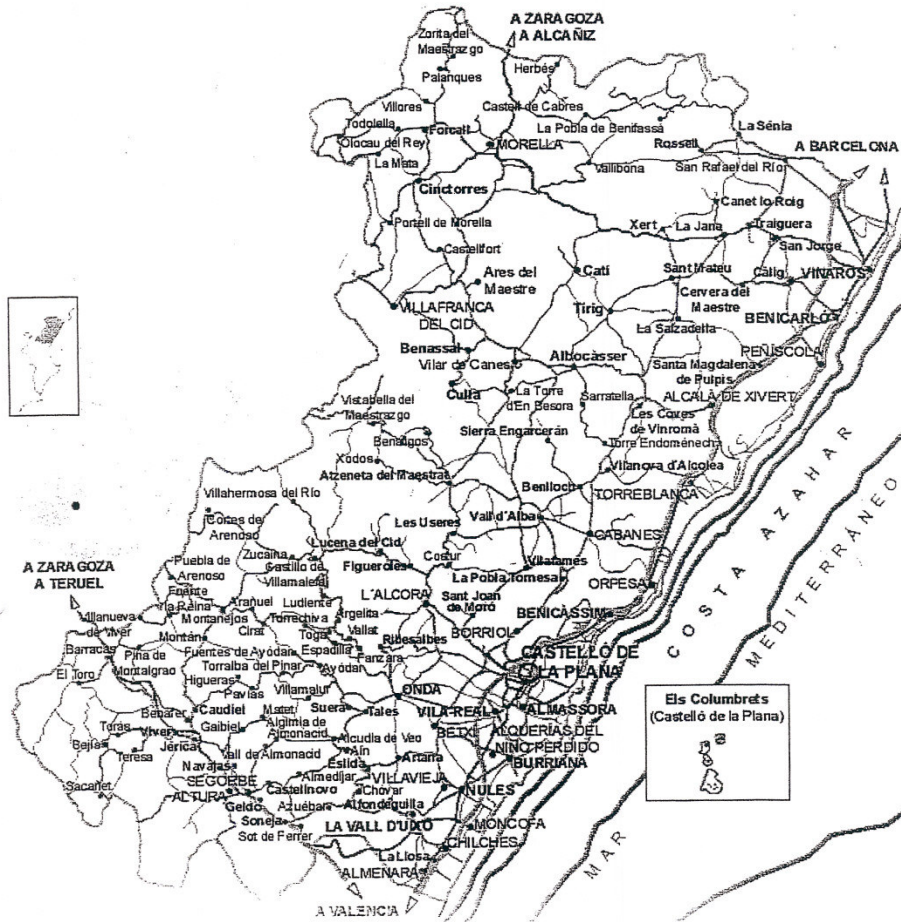 A ZARAGOZA
A ALCAÑIZ
Zorita del
Maestrazgo
Palanques
Herbés
Villores
Castell de Cabres
Todolella
Forcall
La Pobla de Benifassà
La Sénia
Olocau del Rey
MORELLA
Rossell
A BARCELONA
La Mata
Vallibona
San Rafael del Río
Cinctorres
Canet lo Roig
Portell de Morella
Xert
La Jane
Traiguera
Castellfort
San Jorge
Ares del
Maestre
Catí
Sant Mateu
Càlig
VINAROS
Cervera del
Maestre
VILLAFRANCA
DEL CID
Tirig
BENICARLÓ
La Salzadella
Benassal
Albocàsser
PEÑISCOLA
Vilar de Canes
Santa Magdalena
de Pulpis
Culla
La Torre
d'En Besora
Sarratella
ALCALÀ DE XIVERT
Vistabella del
Maestrazgo
Les Coves
de Vinromà
Sierra Engarcerán
Benafigos
Torre Endoménech
Xodos
Vilanova d'Alcolea
Atzeneta del Maestrat
Benlloch
TORREBLANCA
Villahermosa del Río
Cortes de
Arenoso
Les Useres
Vall d'Alba
CABANES
Zucaina
Lucena del Cid
A ZARAGOZA
A TERUEL
Puebla de
Arenoso
Castillo de
Villamalefa
Figueroles
Costur
Vilafamés
La Pobla Tornesa
ORPESA
Fuente
la Reina
Arañuel
Ludiente
L'ALCORA
Sant Joan
de Moró
Villanueva
de Viver
Montanejos
Torrechiva
Argelita
BENICÀSSIM
Cirat
Toga
Vallat
Ribesalbes
BORRIOL
Barracas
Montán
Fuentes de Ayódar
Espadilla
Fanzara
CASTELLÓ DE
LA PLANA
El Toro
Pina de
Montalgrao
Torralba del Pinar
Ayódar
Higueras
Pavías
Villamalur
ONDA
Caudiel
Matet
Suera
Tales
VILA-REAL
ALMASSORA
Benafer
Gaibiel
Algimia de
Almonacid
BETXÍ
ALQUERÍAS DEL
NIÑO PERDIDO
Torás
Viver
Alcudia de Veo
Bejís
Teresa
Jérica
Vall de Almonacid
Aín
Artana
BURRIANA
Navajas
Eslida
Sacañet
SEGORBE
Almedíjar
VILLAVIEJA
ALTURA
Castellnovo
Chóvar
NULES
Geldo
Azuébar
Alfondeguilla
Soneja
LA VALL D'UIXÓ
MONCOFA
Sot de Ferrer
CHILCHES
La Llosa
ALMENARA
A VALENCIA
COSTA AZAHAR
MAR MEDITERRÁNEO
Els Columbrets
(Castelló de la Plana)